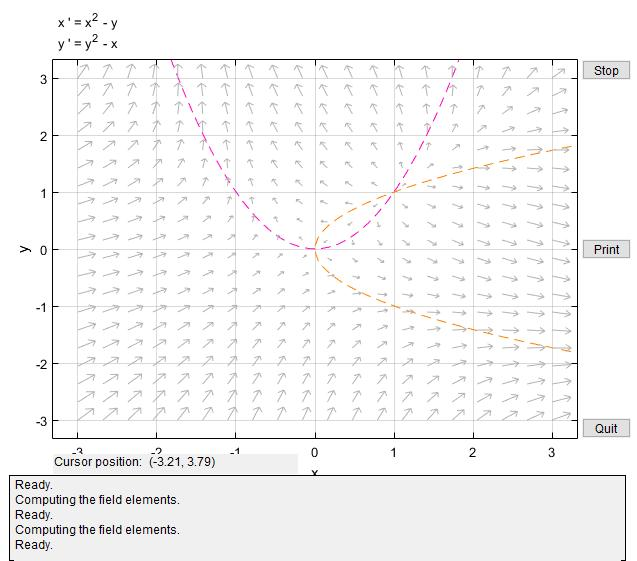 x ' = x² - y
y ' = y² - x
3
2
1
0
-1
-2
-3
y
-3
-2
-1
0
1
2
3
x
Stop
Print
Quit
Cursor position: (-3.21, 3.79)
Ready.
Computing the field elements.
Ready.
Computing the field elements.
Ready.